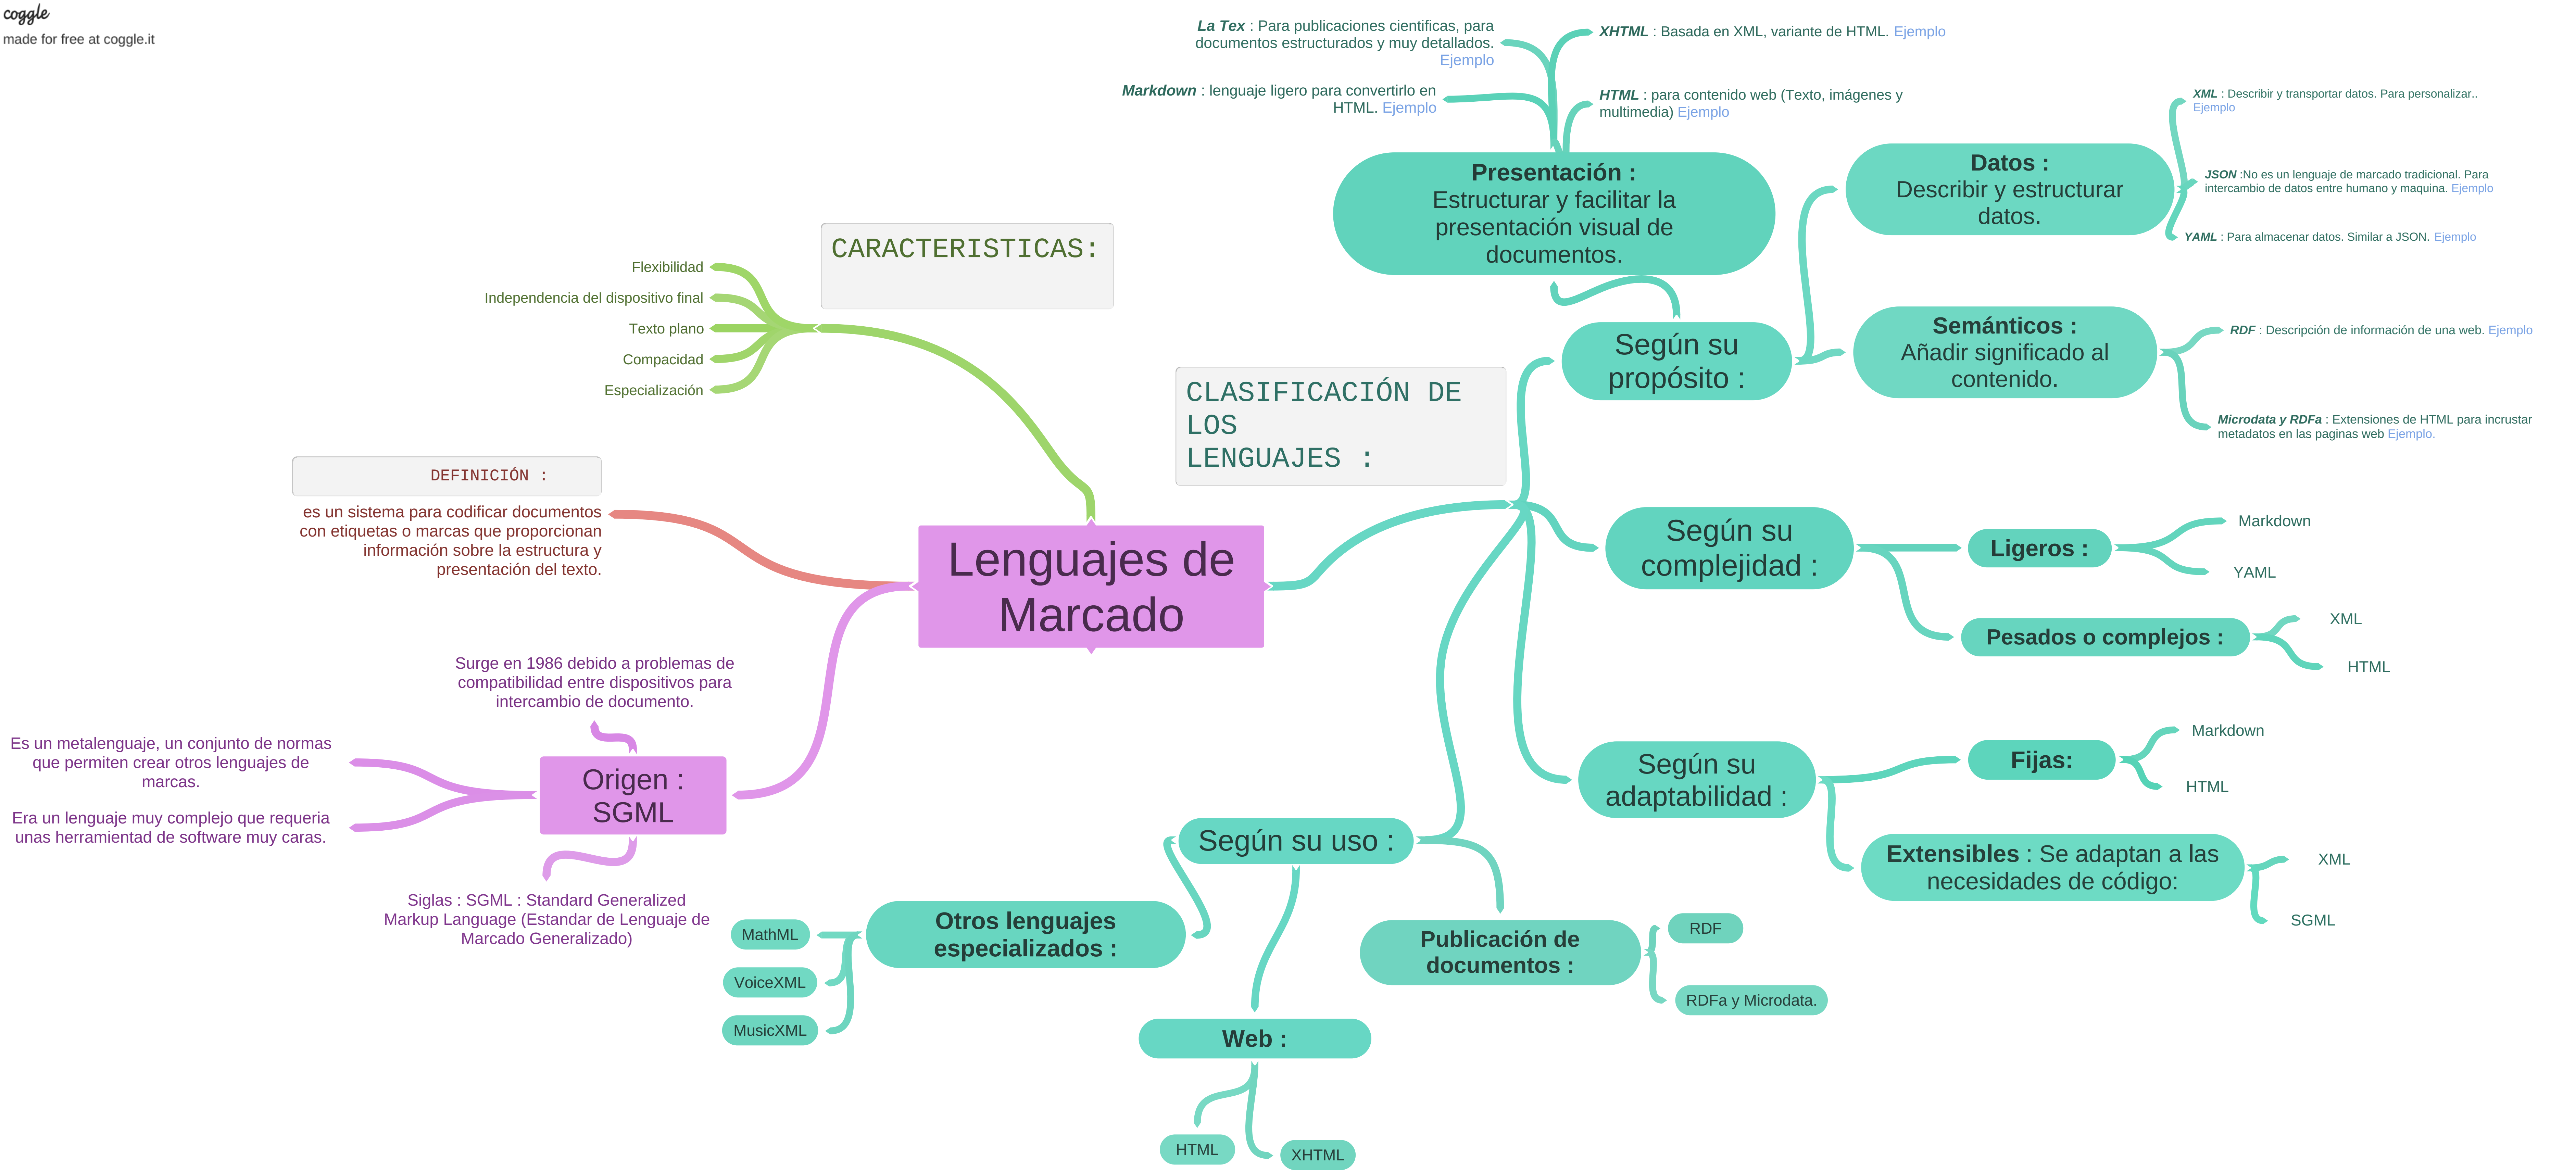 coggle
made for free at coggle.it
La Tex : Para publicaciones cientificas, para
documentos estructurados y muy detallados.
Ejemplo
Markdown : lenguaje ligero para convertirlo en
HTML. Ejemplo
XHTML : Basada en XML, variante de HTML. Ejemplo
HTML : para contenido web (Texto, imágenes y
multimedia) Ejemplo
Presentación :
Estructurar y facilitar la
presentación visual de
documentos.
Datos :
Describir y estructurar
datos.
XML : Describir y transportar datos. Para personalizar..
Ejemplo
JSON :No es un lenguaje de marcado tradicional. Para
intercambio de datos entre humano y maquina. Ejemplo
YAML : Para almacenar datos. Similar a JSON. Ejemplo
CARACTERISTICAS:
Flexibilidad
Independencia del dispositivo final
Texto plano
Compacidad
Especialización
Según su
propósito :
Semánticos :
Añadir significado al
contenido.
RDF : Descripción de información de una web. Ejemplo
Microdata y RDFa : Extensiones de HTML para incrustar
metadatos en las paginas web Ejemplo.
CLASIFICACIÓN DE
LOS
LENGUAJES :
DEFINICIÓN :
es un sistema para codificar documentos
con etiquetas o marcas que proporcionan
información sobre la estructura y
presentación del texto.
Lenguajes de
Marcado
Según su
complejidad :
Ligeros :
Markdown
YAML
Pesados o complejos :
XML
HTML
Surge en 1986 debido a problemas de
compatibilidad entre dispositivos para
intercambio de documento.
Es un metalenguaje, un conjunto de normas
que permiten crear otros lenguajes de
marcas.
Era un lenguaje muy complejo que requeria
unas herramientad de software muy caras.
Origen :
SGML
Siglas : SGML : Standard Generalized
Markup Language (Estandar de Lenguaje de
Marcado Generalizado)
Según su
adaptabilidad :
Fijas:
Markdown
HTML
Extensibles : Se adaptan a las
necesidades de código:
XML
SGML
Según su uso :
Otros lenguajes
especializados :
MathML
VoiceXML
MusicXML
Publicación de
documentos :
RDF
RDFa y Microdata.
Web :
HTML
XHTML